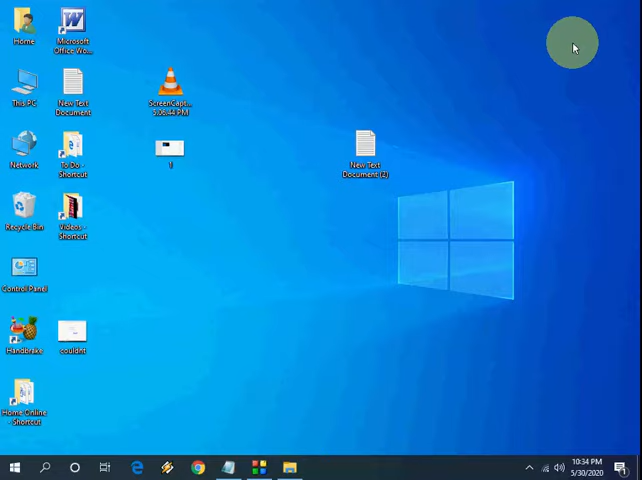 Home
Microsoft
Office Wo...
This PC
New Text
Document
ScreenCapt...
5.06.44 PM
Network
To Do -
Shortcut
1
New Text
Document (2)
Recycle Bin
Videos -
Shortcut
Control Panel
Handbrake
couldnt
Home Online
- Shortcut
10:34 PM
5/30/2020
1